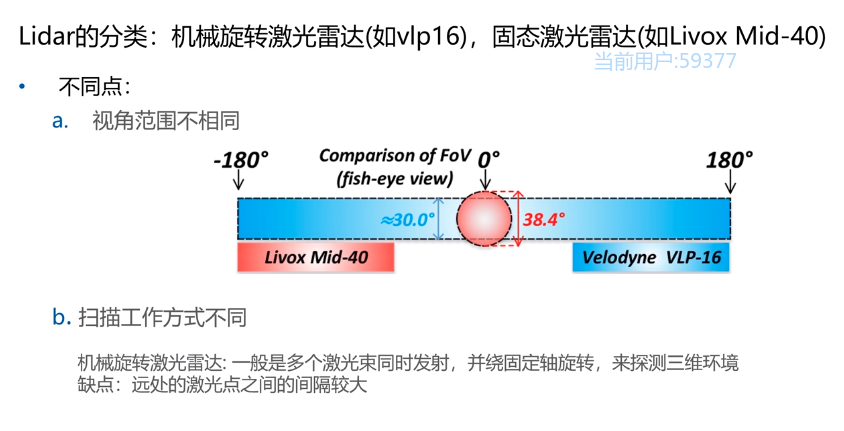 Lidar的分类：机械旋转激光雷达(如vlp16)，固态激光雷达(如Livox Mid-40)
当前用户:59377
• 不同点：
a. 视角范围不相同
-180° Comparison of FoV 0° 180°
(fish-eye view)
≈30.0° 38.4°
Livox Mid-40 Velodyne VLP-16
b. 扫描工作方式不同
机械旋转激光雷达: 一般是多个激光束同时发射，并绕固定轴旋转，来探测三维环境
缺点：远处的激光点之间的间隔较大